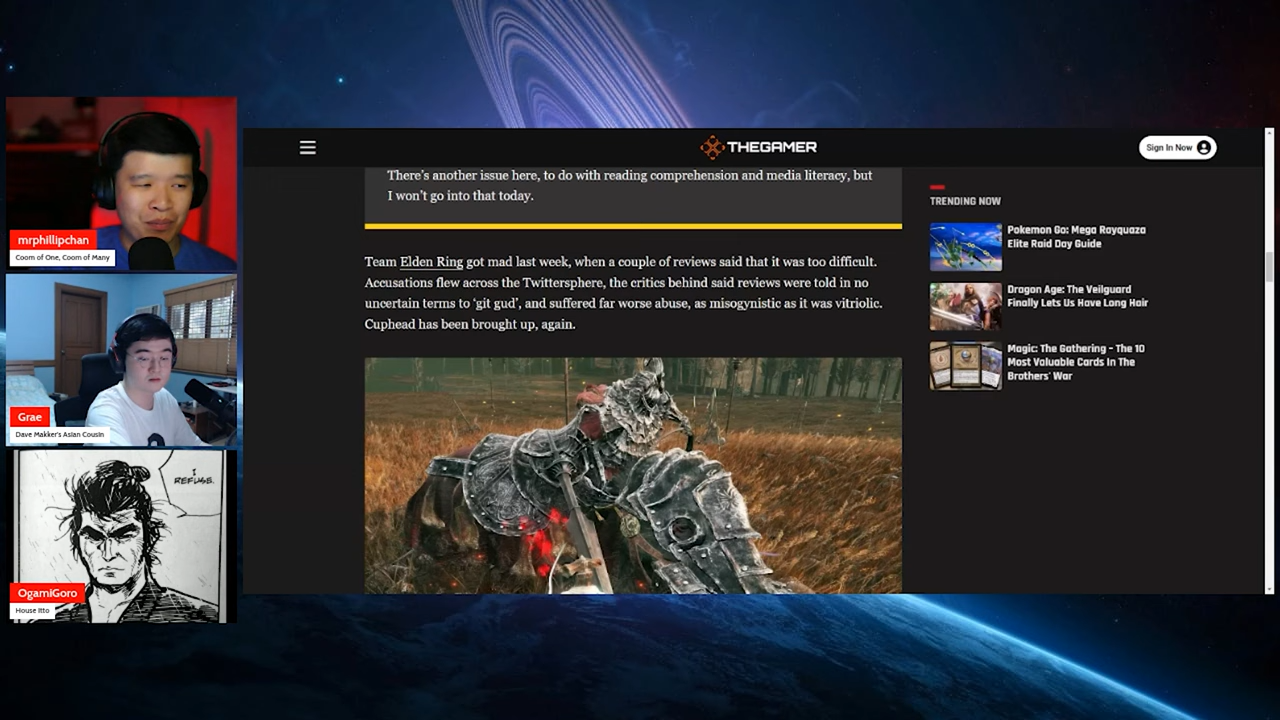 mrphillipchan
Coom of One, Coom of Many
Grae
Dave Makker's Asian Cousin
I
REFUSE.
OgamiGoro
House Itto
THEGAMER
Sign In Now
There's another issue here, to do with reading comprehension and media literacy, but
I won't go into that today.
Team Elden Ring got mad last week, when a couple of reviews said that it was too difficult.
Accusations flew across the Twittersphere, the critics behind said reviews were told in no
uncertain terms to 'git gud', and suffered far worse abuse, as misogynistic as it was vitriolic.
Cuphead has been brought up, again.
TRENDING NOW
Pokemon Go: Mega Rayquaza
Elite Raid Day Guide
Dragon Age: The Veilguard
Finally Lets Us Have Long Hair
Magic: The Gathering - The 10
Most Valuable Cards In The
Brothers' War